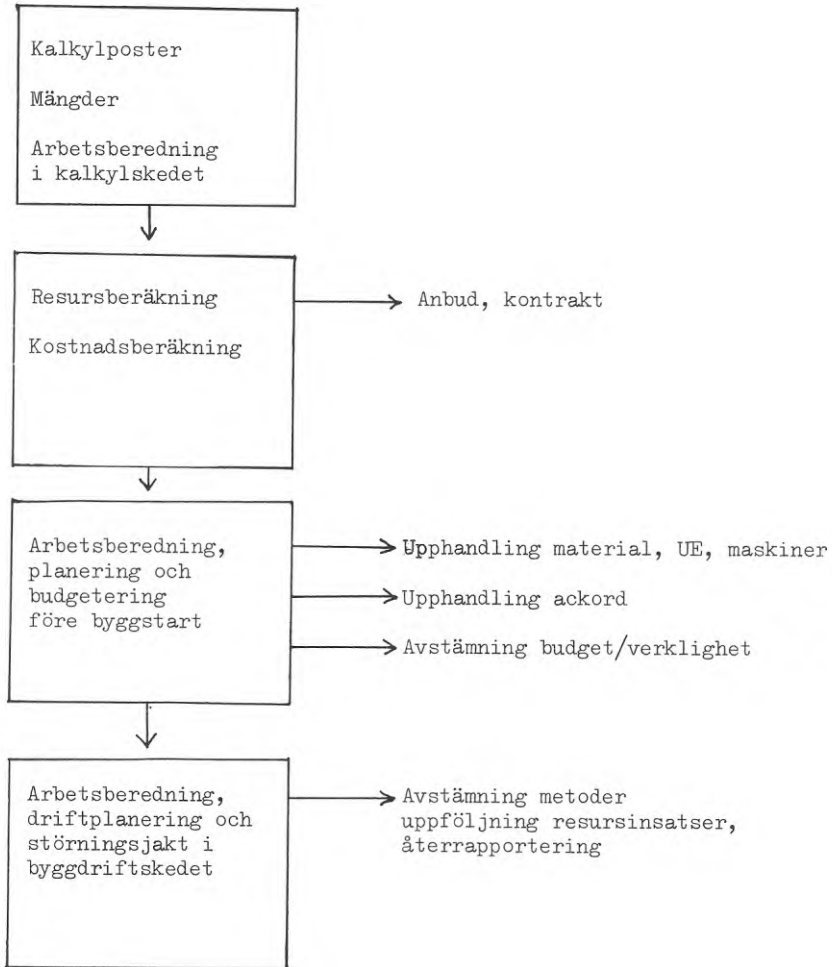 Kalkylposter
Mängder
Arbetsberedning
i kalkylskedet
Resursberäkning
Kostnadsberäkning
Anbud, kontrakt
Arbetsberedning,
planering och
budgetering
före byggstart
Upphandling material, UE, maskiner
Upphandling ackord
Avstämning budget/verklighet
Arbetsberedning,
driftplanering och
störningsjakt i
byggdriftskedet
Avstämning metoder
uppföljning resursinsatser,
återrapportering